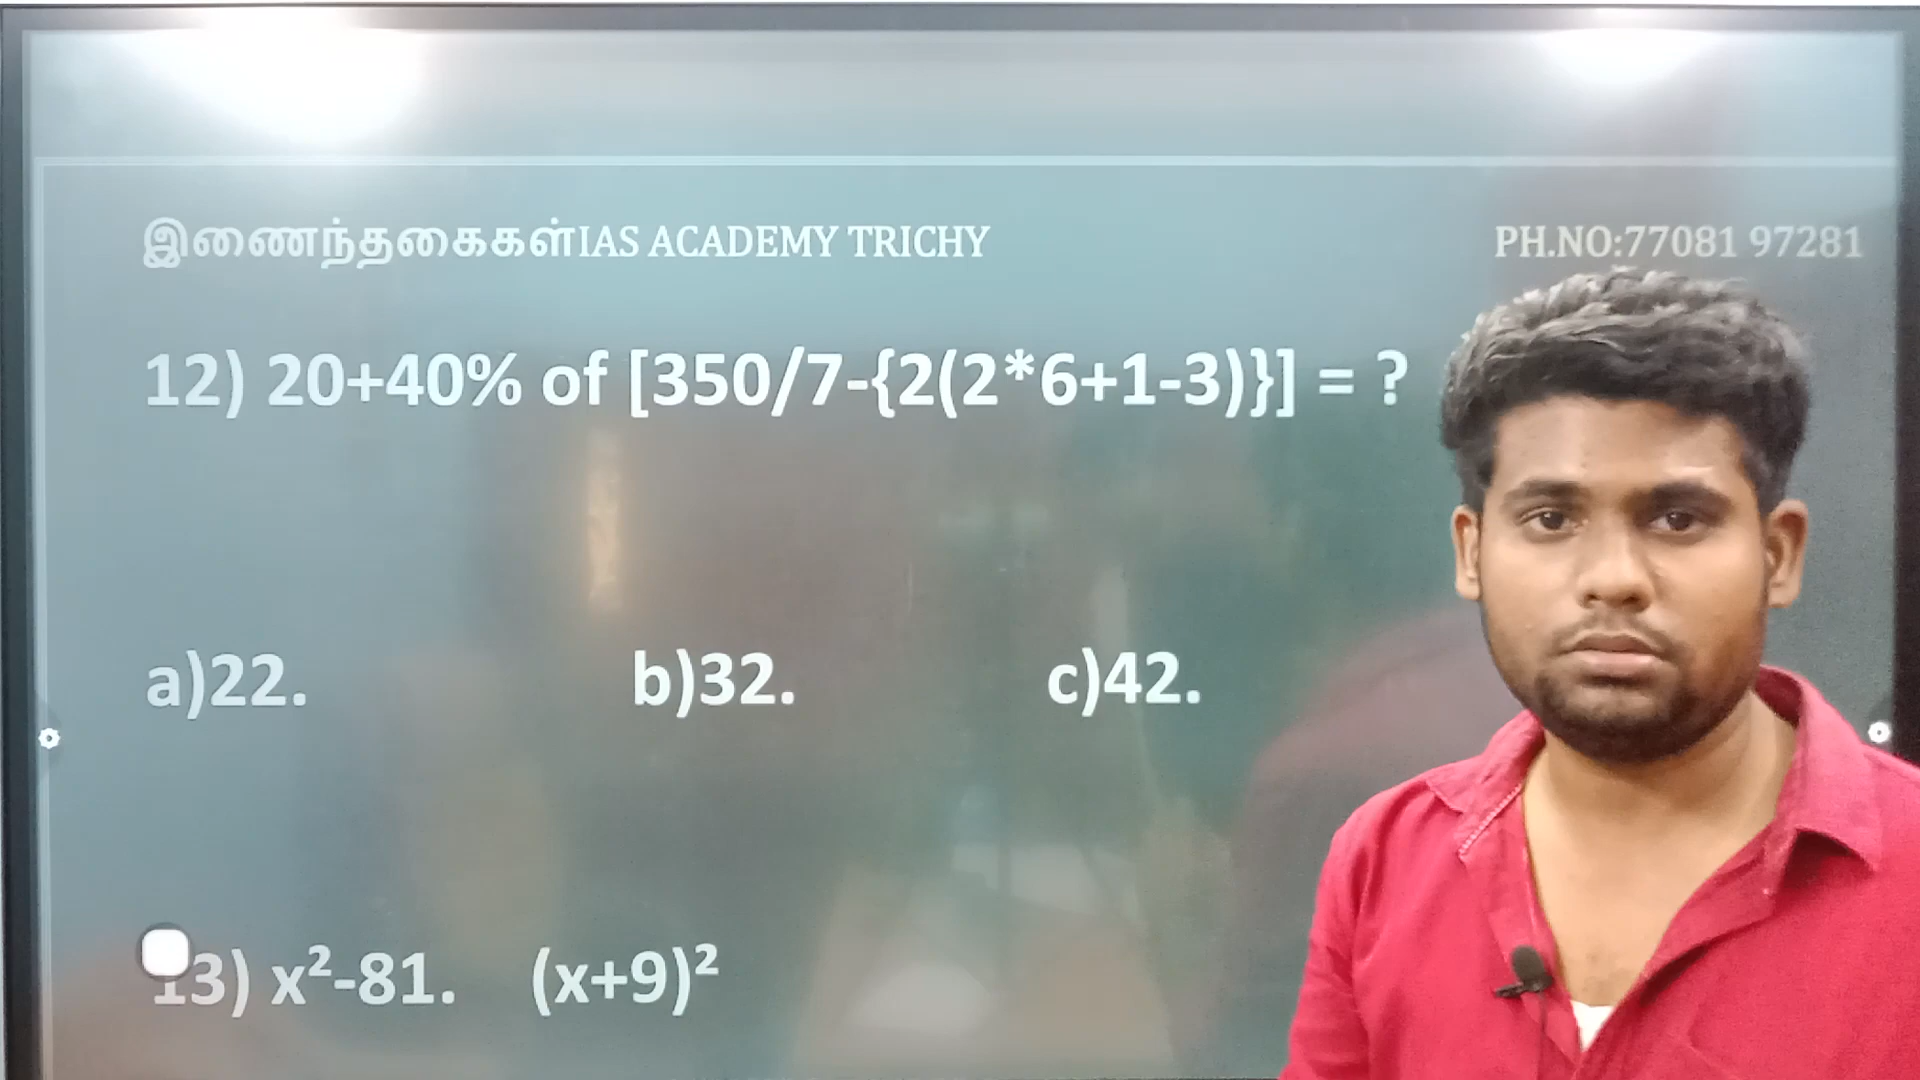 இணைந்தகைகள்IAS ACADEMY TRICHY PH.NO:77081 97281
12) 20+40% of [350/7-{2(2*6+1-3)}] = ?
a)22. b)32. c)42.
13) x²-81. (x+9)²